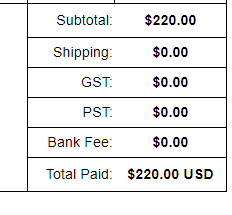 Subtotal: $220.00
Shipping: $0.00
GST: $0.00
PST: $0.00
Bank Fee: $0.00
Total Paid: $220.00 USD